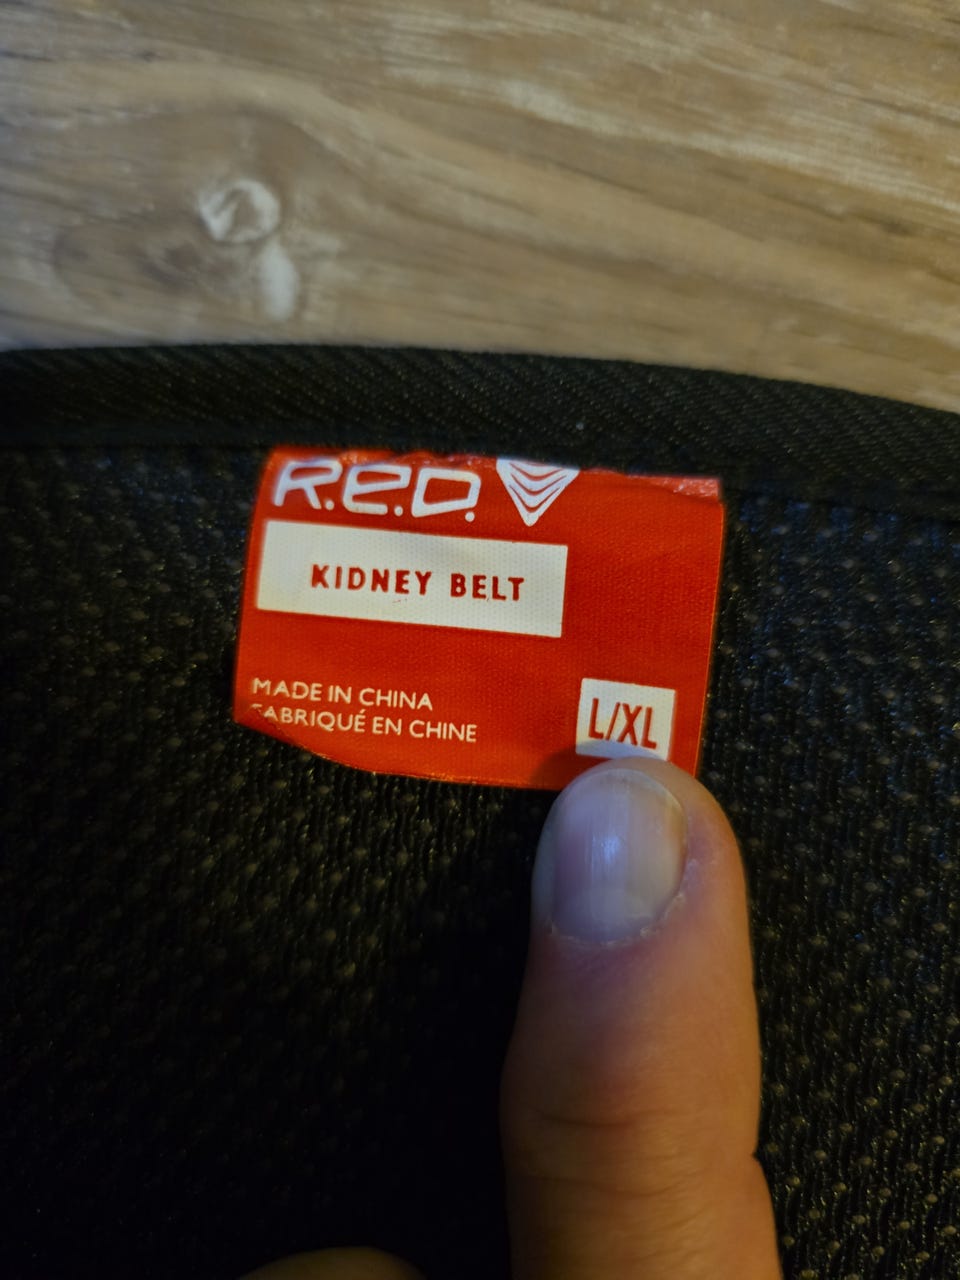 R.e.D.
KIDNEY BELT
MADE IN CHINA
FABRIQUÉ EN CHINE
L/XL